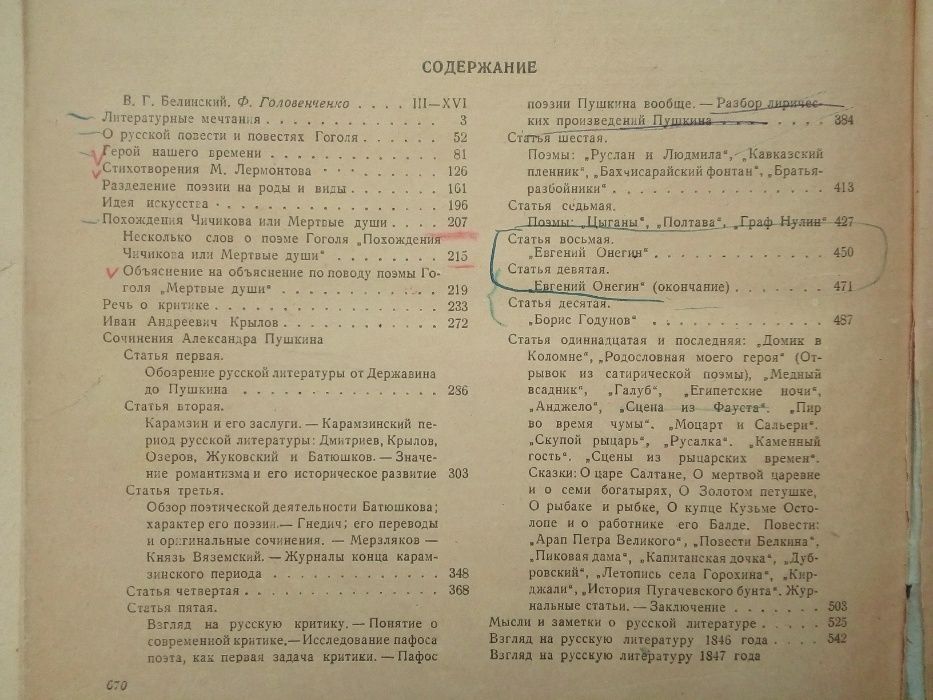 СОДЕРЖАНИЕ
В. Г. Белинский. Ф. Головенченко . . . . III—XVI
Литературные мечтания . . . . . . . . . . . . 3
О русской повести и повестях Гоголя . . . . . 52
Герой нашего времени . . . . . . . . . . . . 81
Стихотворения М. Лермонтова . . . . . . . . 126
Разделение поэзии на роды и виды . . . . . . 161
Идея искусства . . . . . . . . . . . . . . . 196
Похождения Чичикова или Мертвые души . . . . 207
Несколько слов о поэме Гоголя „Похождения
Чичикова или Мертвые души“ . . . . . . . . 215
Объяснение на объяснение по поводу поэмы Го-
голя „Мертвые души“ . . . . . . . . . . . 219
Речь о критике . . . . . . . . . . . . . . . 233
Иван Андреевич Крылов . . . . . . . . . . . . 272
Сочинения Александра Пушкина
Статья первая.
Обозрение русской литературы от Державина
до Пушкина . . . . . . . . . . . . . . . 286
Статья вторая.
Карамзин и его заслуги. — Карамзинский пе-
риод русской литературы: Дмитриев, Крылов,
Озеров, Жуковский и Батюшков. — Значе-
ние романтизма и его историческое развитие 303
Статья третья.
Обзор поэтической деятельности Батюшкова;
характер его поэзии.— Гнедич; его переводы
и оригинальные сочинения. — Мерзляков —
Князь Вяземский. — Журналы конца карам-
зинского периода . . . . . . . . . . . . . 348
Статья четвертая . . . . . . . . . . . . . . 368
Статья пятая.
Взгляд на русскую критику. — Понятие о
современной критике.— Исследование пафоса
поэта, как первая задача критики. — Пафос
670
поэзии Пушкина вообще. — Разбор лиричес-
ких произведений Пушкина . . . . . . . . 384
Статья шестая.
Поэмы: „Руслан и Людмила“, „Кавказский
пленник“, „Бахчисарайский фонтан“, „Братья-
разбойники“ . . . . . . . . . . . . . . . 413
Статья седьмая.
Поэмы: „Цыганы“, „Полтава“, „Граф Нулин“ 427
Статья восьмая.
„Евгений Онегин“ . . . . . . . . . . . . . 450
Статья девятая.
„Евгений Онегин“ (окончание) . . . . . . . 471
Статья десятая.
„Борис Годунов“ . . . . . . . . . . . . . 487
Статья одиннадцатая и последняя: „Домик в
Коломне“, „Родословная моего героя“ (От-
рывок из сатирической поэмы), „Медный
всадник“, „Галуб“, „Египетские ночи“,
„Анджело“, „Сцена из Фауста“. „Пир
во время чумы“. „Моцарт и Сальери“.
„Скупой рыцарь“, „Русалка“. „Каменный
гость“. „Сцены из рыцарских времея“.
Сказки: О царе Салтане, О мертвой царевне
и о семи богатырях, О Золотом петушке,
О рыбаке и рыбке, О купце Кузьме Осто-
лопе и о работнике его Балде. Повести:
„Арап Петра Великого“, „Повести Белкина“,
„Пиковая дама“, „Капитанская дочка“, „Дуб-
ровский“, „Летопись села Горохина“, „Кир-
джали“, „История Пугачевского бунта“. Жур-
нальные статьи. — Заключение . . . . . . . 503
Мысли и заметки о русской литературе . . . . 525
Взгляд на русскую литературу 1846 года . . . . 542
Взгляд на русскую литературу 1847 года